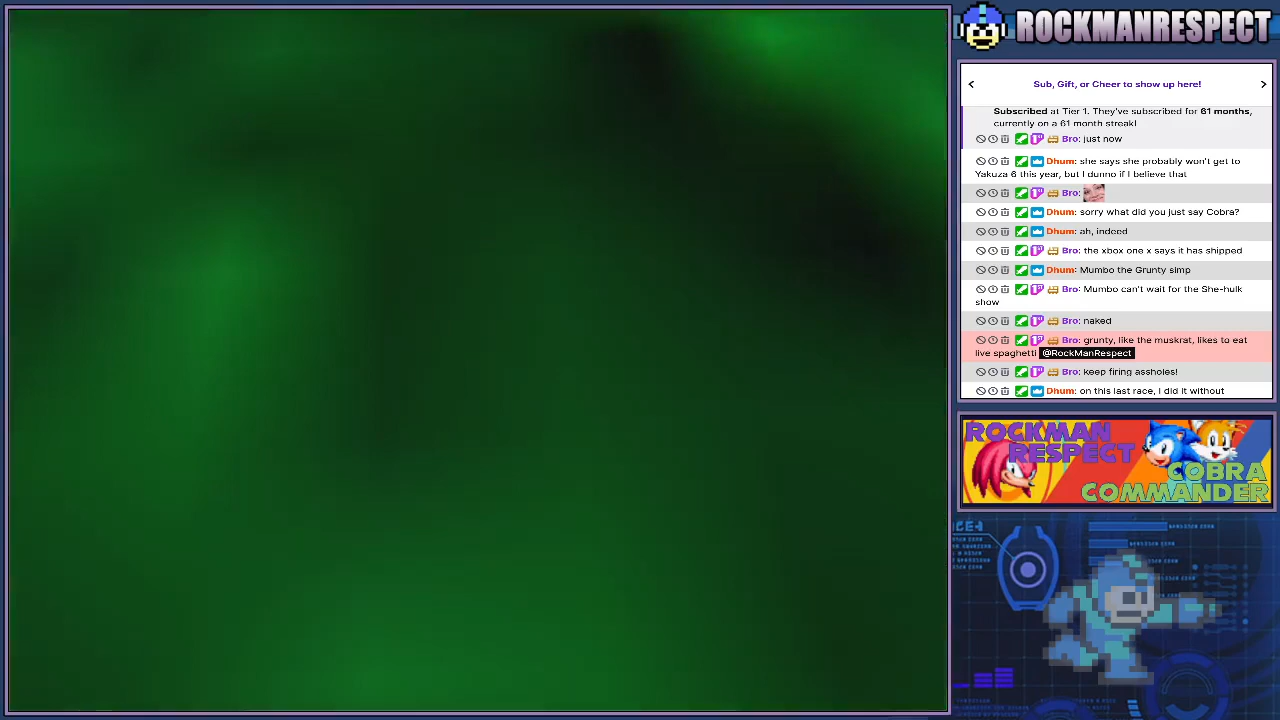 ROCKMANRESPECT
Sub, Gift, or Cheer to show up here!
Subscribed at Tier 1. They've subscribed for 61 months,
currently on a 61 month streak!
Bro: just now
Dhum: she says she probably won't get to
Yakuza 6 this year, but I dunno if I believe that
Bro:
Dhum: sorry what did you just say Cobra?
Dhum: ah, indeed
Bro: the xbox one x says it has shipped
Dhum: Mumbo the Grunty simp
Bro: Mumbo can't wait for the She-hulk
show
Bro: naked
Bro: grunty, like the muskrat, likes to eat
live spaghetti @RockManRespect
Bro: keep firing assholes!
Dhum: on this last race, I did it without
ROCKMAN
RESPECT
COBRA
COMMANDER